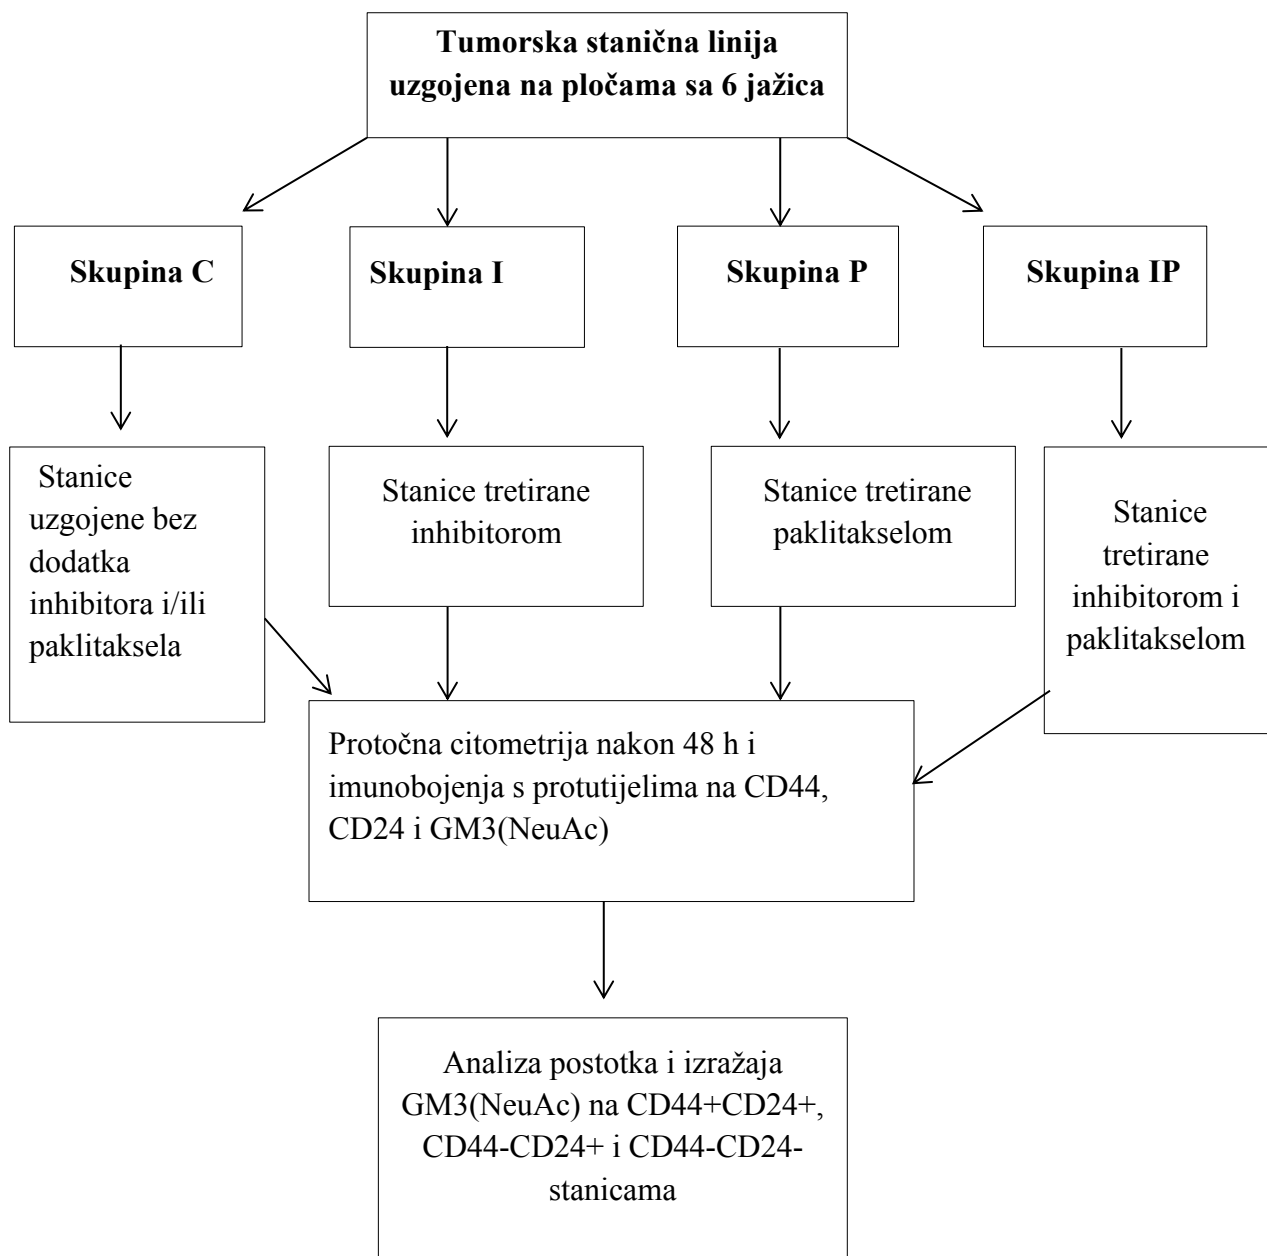 Tumorska stanična linija
uzgojena na pločama sa 6 jažica
Skupina C
Skupina I
Skupina P
Skupina IP
Stanice
uzgojene bez
dodatka
inhibitora i/ili
paklitaksela
Stanice tretirane
inhibitorom
Stanice tretirane
paklitakselom
Stanice
tretirane
inhibitorom i
paklitakselom
Protočna citometrija nakon 48 h i
imunobojenja s protutijelima na CD44,
CD24 i GM3(NeuAc)
Analiza postotka i izražaja
GM3(NeuAc) na CD44+CD24+,
CD44-CD24+ i CD44-CD24-
stanicama